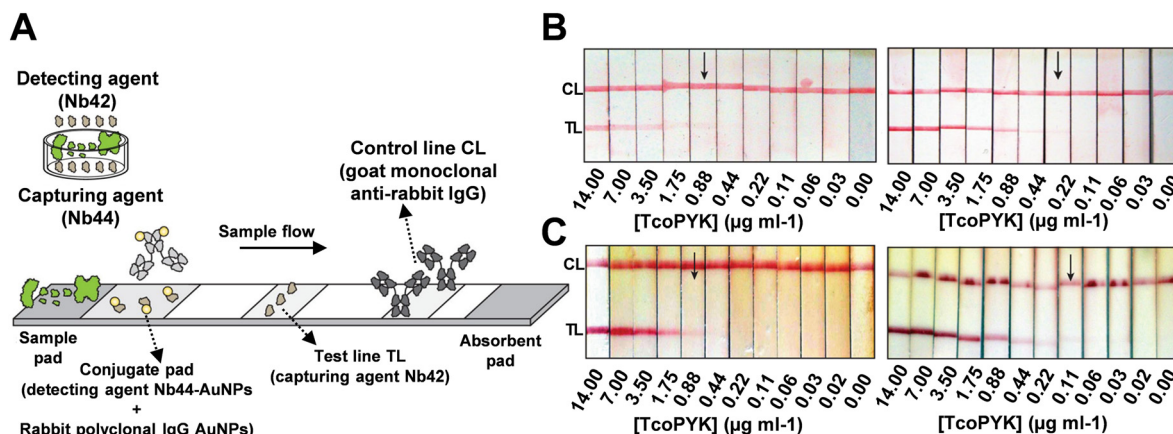 A
Detecting agent
(Nb42)
Capturing agent
(Nb44)
Control line CL
(goat monoclonal
anti-rabbit IgG)
Sample flow
Sample
pad
Conjugate pad
(detecting agent Nb44-AuNPs
+
Rabbit polyclonal IgG AuNPs)
Test line TL
(capturing agent Nb42)
Absorbent
pad
B
CL
TL
14.00 7.00 3.50 1.75 0.88 0.44 0.22 0.11 0.06 0.03 0.00
[TcoPYK] (µg ml-1)
14.00 7.00 3.50 1.75 0.88 0.44 0.22 0.11 0.06 0.03 0.00
[TcoPYK] (µg ml-1)
C
CL
TL
14.00 7.00 3.50 1.75 0.88 0.44 0.22 0.11 0.06 0.03 0.02 0.00
[TcoPYK] (µg ml-1)
14.00 7.00 3.50 1.75 0.88 0.44 0.22 0.11 0.06 0.03 0.02 0.00
[TcoPYK] (µg ml-1)